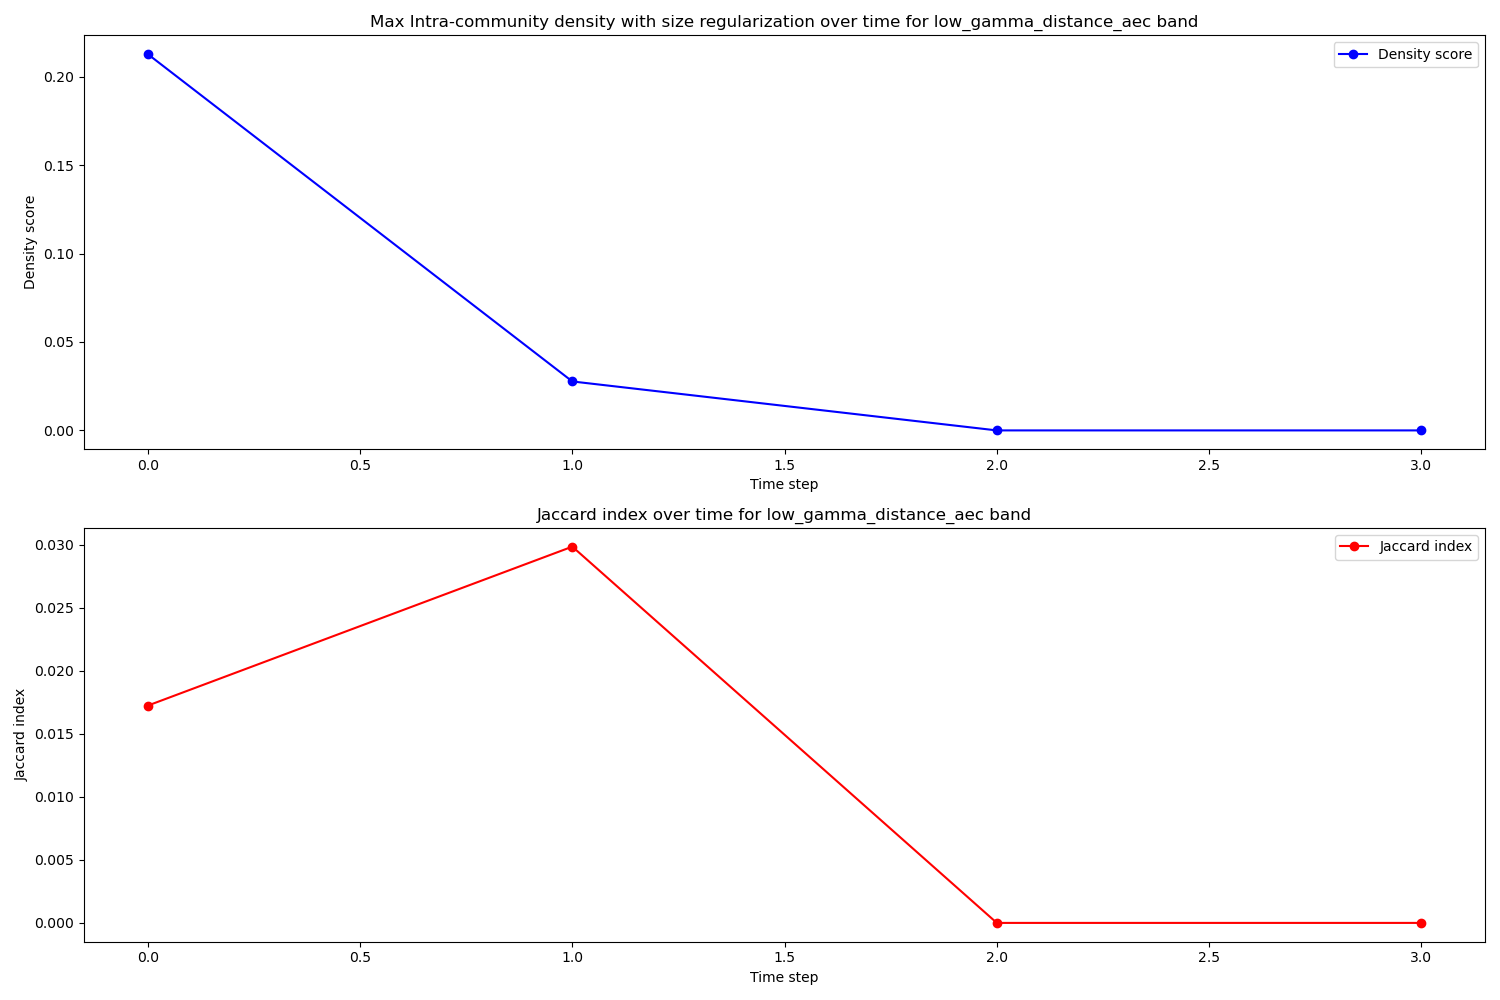 Max Intra-community density with size regularization over time for low_gamma_distance_aec band
Density score
0.20
0.15
0.10
0.05
0.00
Density score
0.0 0.5 1.0 1.5 2.0 2.5 3.0
Time step
Jaccard index over time for low_gamma_distance_aec band
Jaccard index
0.030
0.025
0.020
0.015
0.010
0.005
0.000
Jaccard index
0.0 0.5 1.0 1.5 2.0 2.5 3.0
Time step